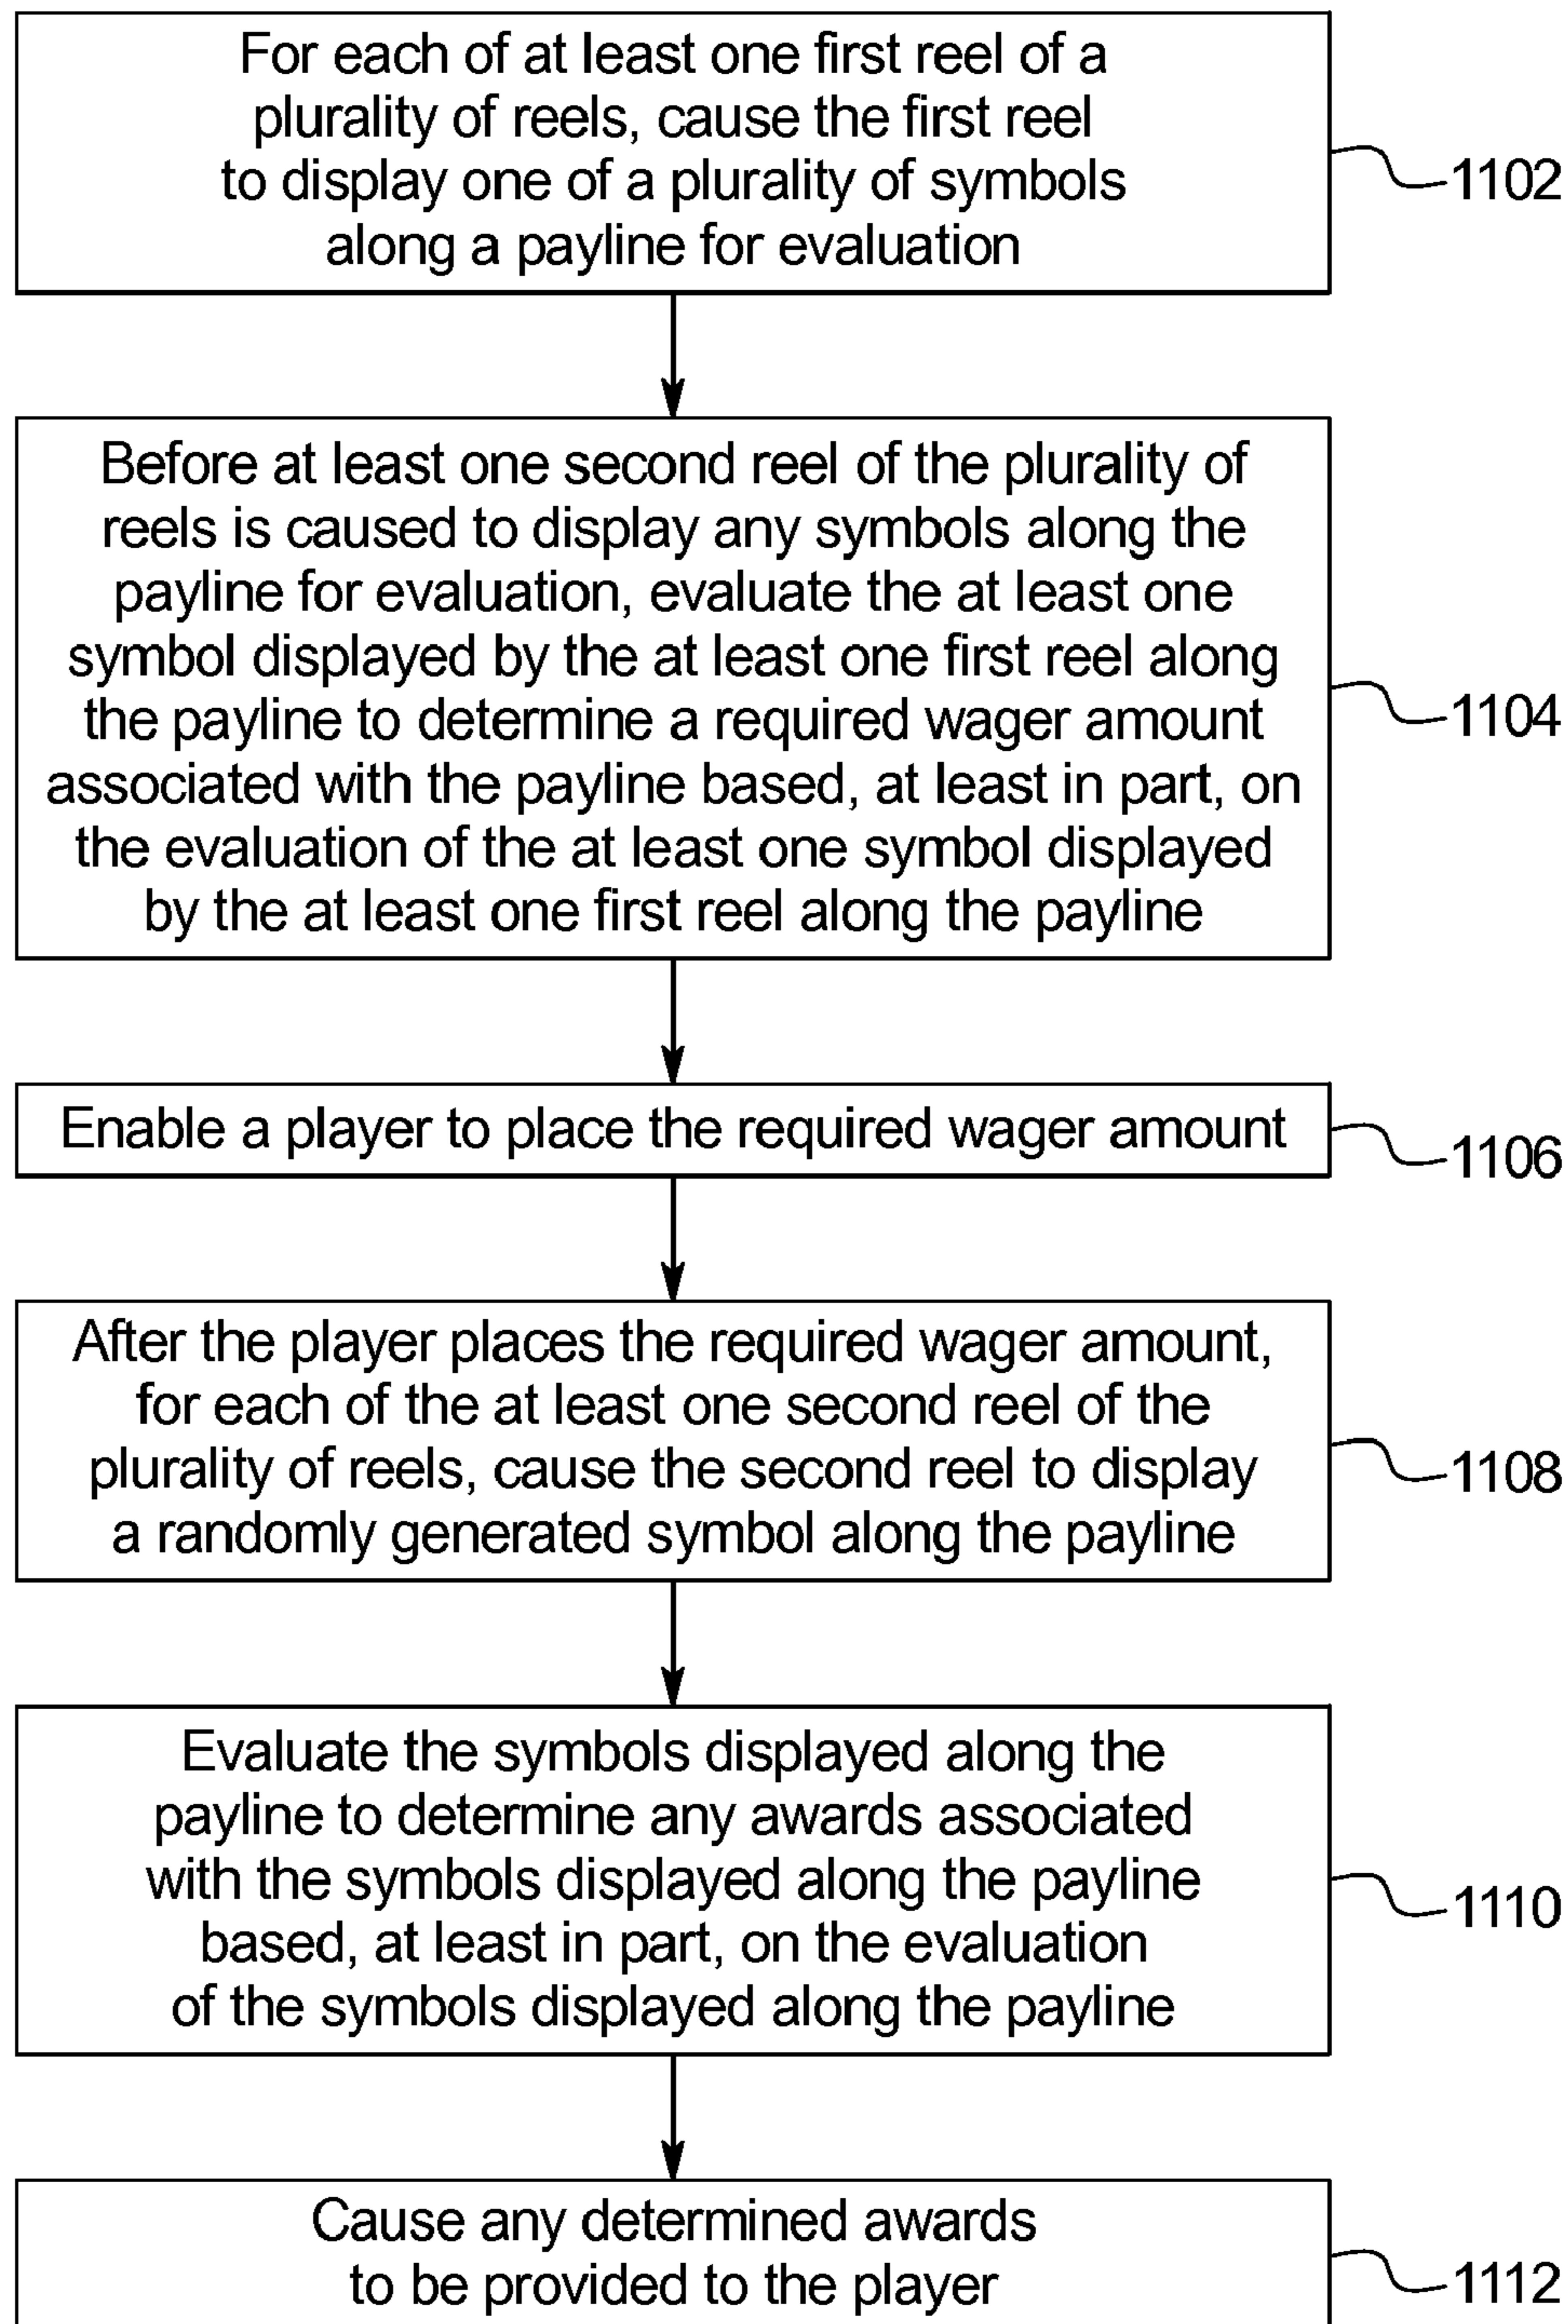 For each of at least one first reel of a
plurality of reels, cause the first reel
to display one of a plurality of symbols
along a payline for evaluation
1102
Before at least one second reel of the plurality of
reels is caused to display any symbols along the
payline for evaluation, evaluate the at least one
symbol displayed by the at least one first reel along
the payline to determine a required wager amount
associated with the payline based, at least in part, on
the evaluation of the at least one symbol displayed
by the at least one first reel along the payline
1104
Enable a player to place the required wager amount
1106
After the player places the required wager amount,
for each of the at least one second reel of the
plurality of reels, cause the second reel to display
a randomly generated symbol along the payline
1108
Evaluate the symbols displayed along the
payline to determine any awards associated
with the symbols displayed along the payline
based, at least in part, on the evaluation
of the symbols displayed along the payline
1110
Cause any determined awards
to be provided to the player
1112